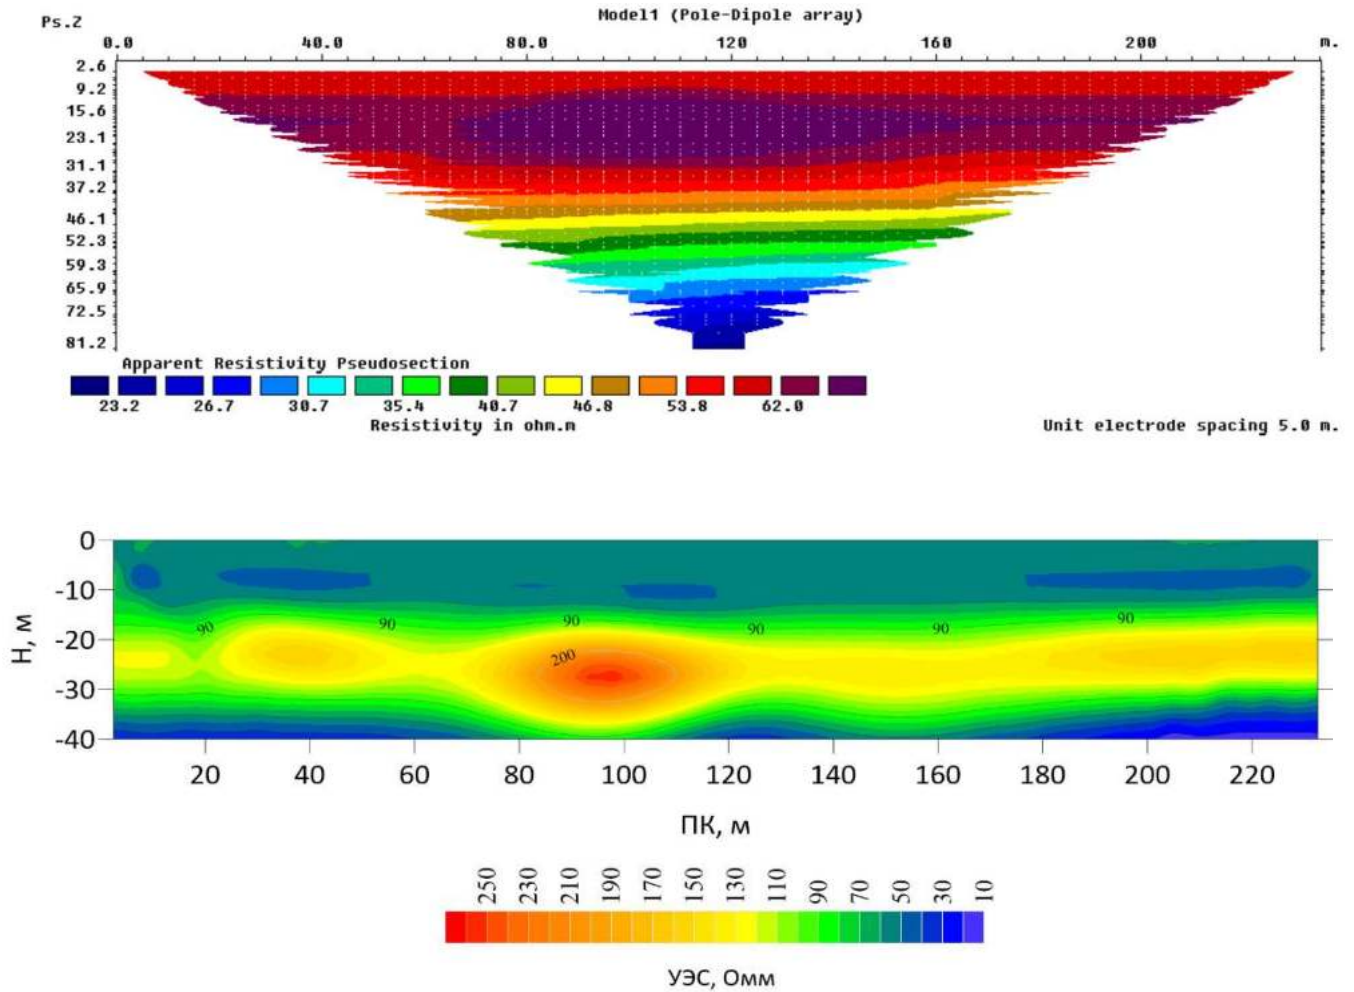 Model1 (Pole-Dipole array)
Ps.Z
0.0 40.0 80.0 120 160 200 m.
2.6
9.2
15.6
23.1
31.1
37.2
46.1
52.3
59.3
65.9
72.5
81.2
Apparent Resistivity Pseudosection
23.2 26.7 30.7 35.4 40.7 46.8 53.8 62.0
Resistivity in ohm.m
Unit electrode spacing 5.0 m.
0
-10
-20
-30
-40
Н, м
90 90 90 90 90 90
200
20 40 60 80 100 120 140 160 180 200 220
ПК, м
250 230 210 190 170 150 130 110 90 70 50 30 10
УЭС, Омм